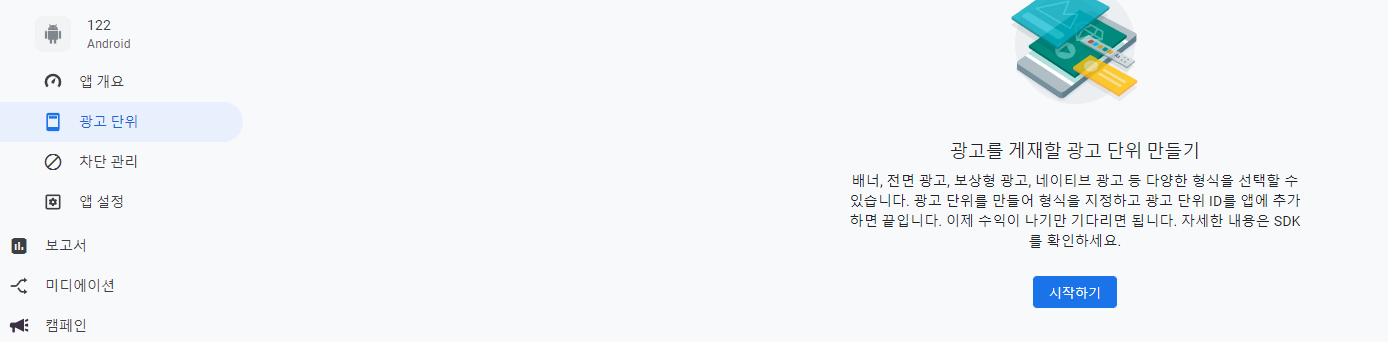 122
Android
앱 개요
광고 단위
차단 관리
앱 설정
보고서
미디에이션
캠페인
광고를 게재할 광고 단위 만들기
배너, 전면 광고, 보상형 광고, 네이티브 광고 등 다양한 형식을 선택할 수
있습니다. 광고 단위를 만들어 형식을 지정하고 광고 단위 ID를 앱에 추가
하면 끝입니다. 이제 수익이 나기만 기다리면 됩니다. 자세한 내용은 SDK
를 확인하세요.
시작하기